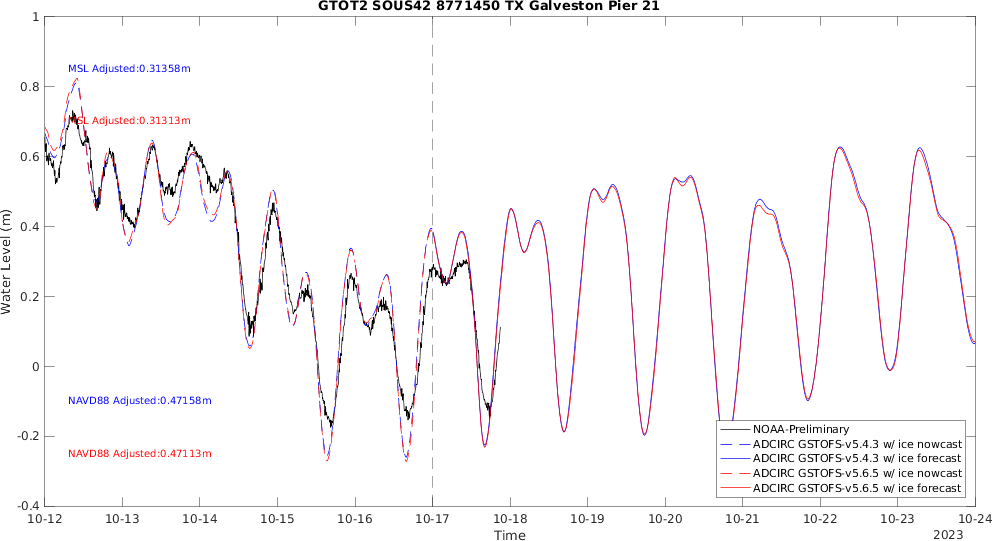 GTOT2 SOUS42 8771450 TX Galveston Pier 21
Water Level (m)
1
0.8
0.6
0.4
0.2
0
-0.2
-0.4
MSL Adjusted:0.31358m
MSL Adjusted:0.31313m
NAVD88 Adjusted:0.47158m
NAVD88 Adjusted:0.47113m
NOAA-Preliminary
ADCIRC GSTOFS-v5.4.3 w/ ice nowcast
ADCIRC GSTOFS-v5.4.3 w/ ice forecast
ADCIRC GSTOFS-v5.6.5 w/ ice nowcast
ADCIRC GSTOFS-v5.6.5 w/ ice forecast
10-12 10-13 10-14 10-15 10-16 10-17 10-18 10-19 10-20 10-21 10-22 10-23 10-24
Time
2023